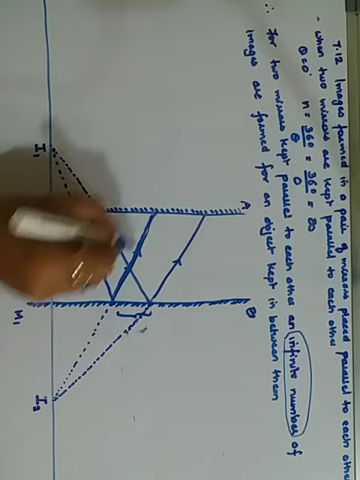 7.12 Images formed in a pair of mirrors placed parallel to each othe
- when two mirrors are kept parallel to each other
θ=0° n = 360/θ = 360/0 = ∞
∴ For two mirrors kept parallel to each other an infinite number of
images are formed for an object kept in between them
A
B
I1
M1
I2